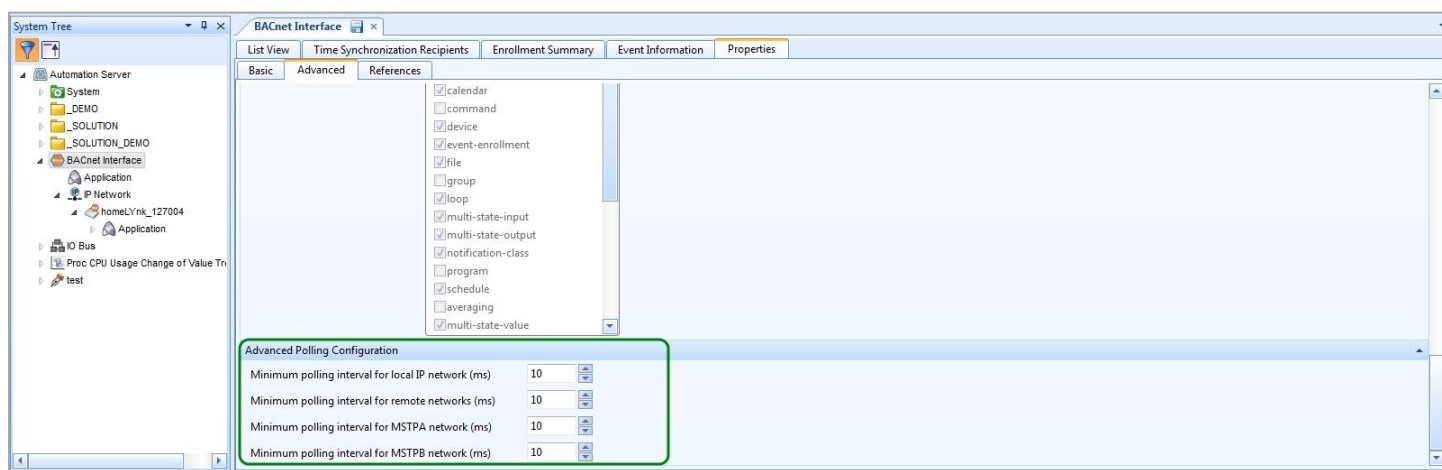 System Tree
Automation Server
System
_DEMO
_SOLUTION
_SOLUTION_DEMO
BACnet Interface
Application
IP Network
homeLYnk_127004
Application
IO Bus
Proc CPU Usage Change of Value Tre
test
BACnet Interface
List View Time Synchronization Recipients Enrollment Summary Event Information Properties
Basic Advanced References
calendar
command
device
event-enrollment
file
group
loop
multi-state-input
multi-state-output
notification-class
program
schedule
averaging
multi-state-value
Advanced Polling Configuration
Minimum polling interval for local IP network (ms) 10
Minimum polling interval for remote networks (ms) 10
Minimum polling interval for MSTPA network (ms) 10
Minimum polling interval for MSTPB network (ms) 10